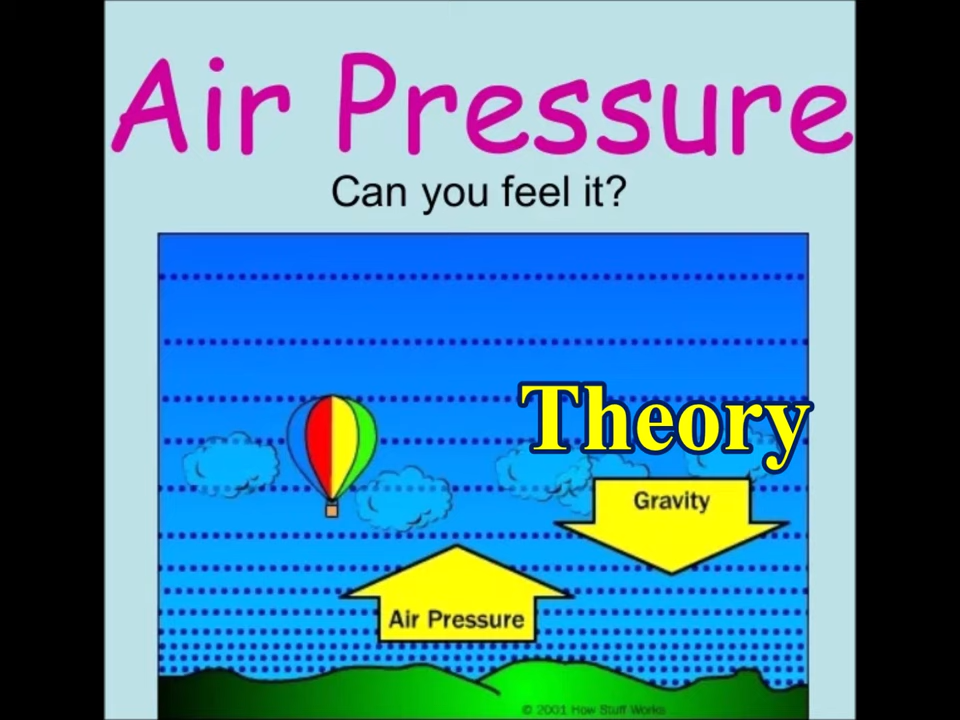 Air Pressure
Can you feel it?
Theory
Gravity
Air Pressure
© 2001 How Stuff Works